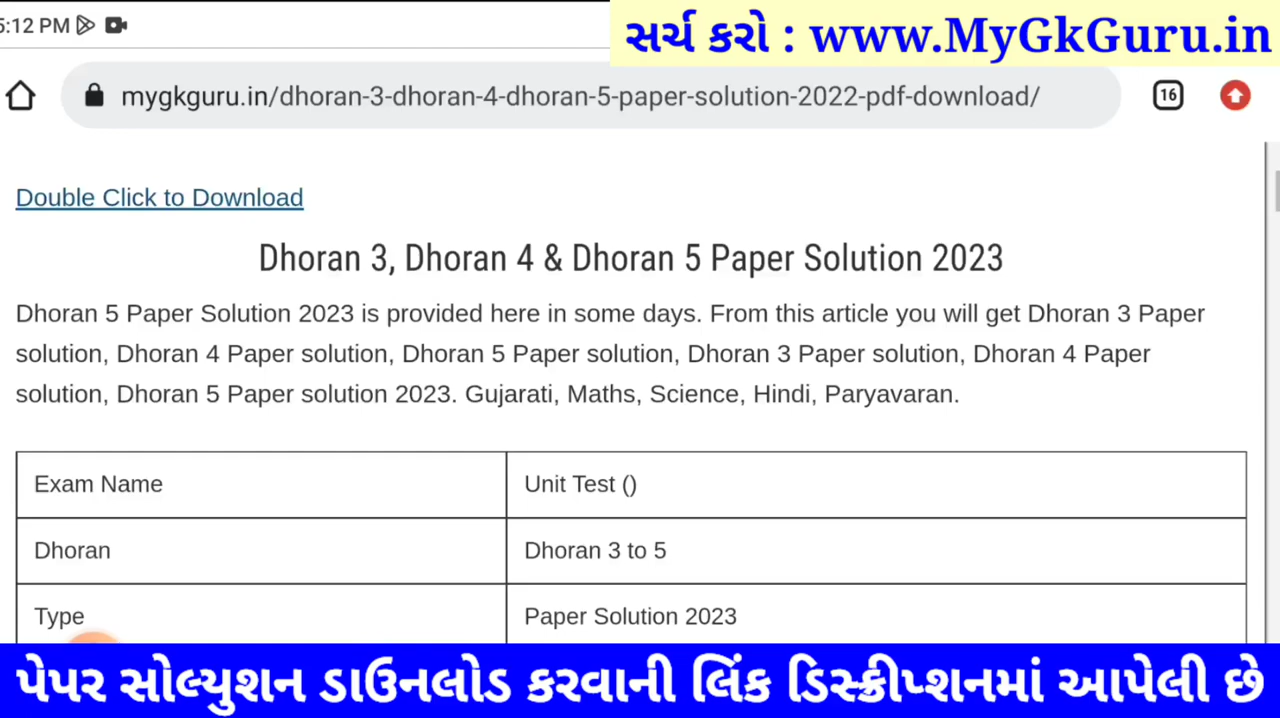 5:12 PM
સર્ચ કરો : www.MyGkGuru.in
mygkguru.in/dhoran-3-dhoran-4-dhoran-5-paper-solution-2022-pdf-download/
16
Double Click to Download
Dhoran 3, Dhoran 4 & Dhoran 5 Paper Solution 2023
Dhoran 5 Paper Solution 2023 is provided here in some days. From this article you will get Dhoran 3 Paper
solution, Dhoran 4 Paper solution, Dhoran 5 Paper solution, Dhoran 3 Paper solution, Dhoran 4 Paper
solution, Dhoran 5 Paper solution 2023. Gujarati, Maths, Science, Hindi, Paryavaran.
Exam Name Unit Test ()
Dhoran Dhoran 3 to 5
Type Paper Solution 2023
પેપર સોલ્યુશન ડાઉનલોડ કરવાની લિંક ડિસ્ક્રીપ્શનમાં આપેલી છે